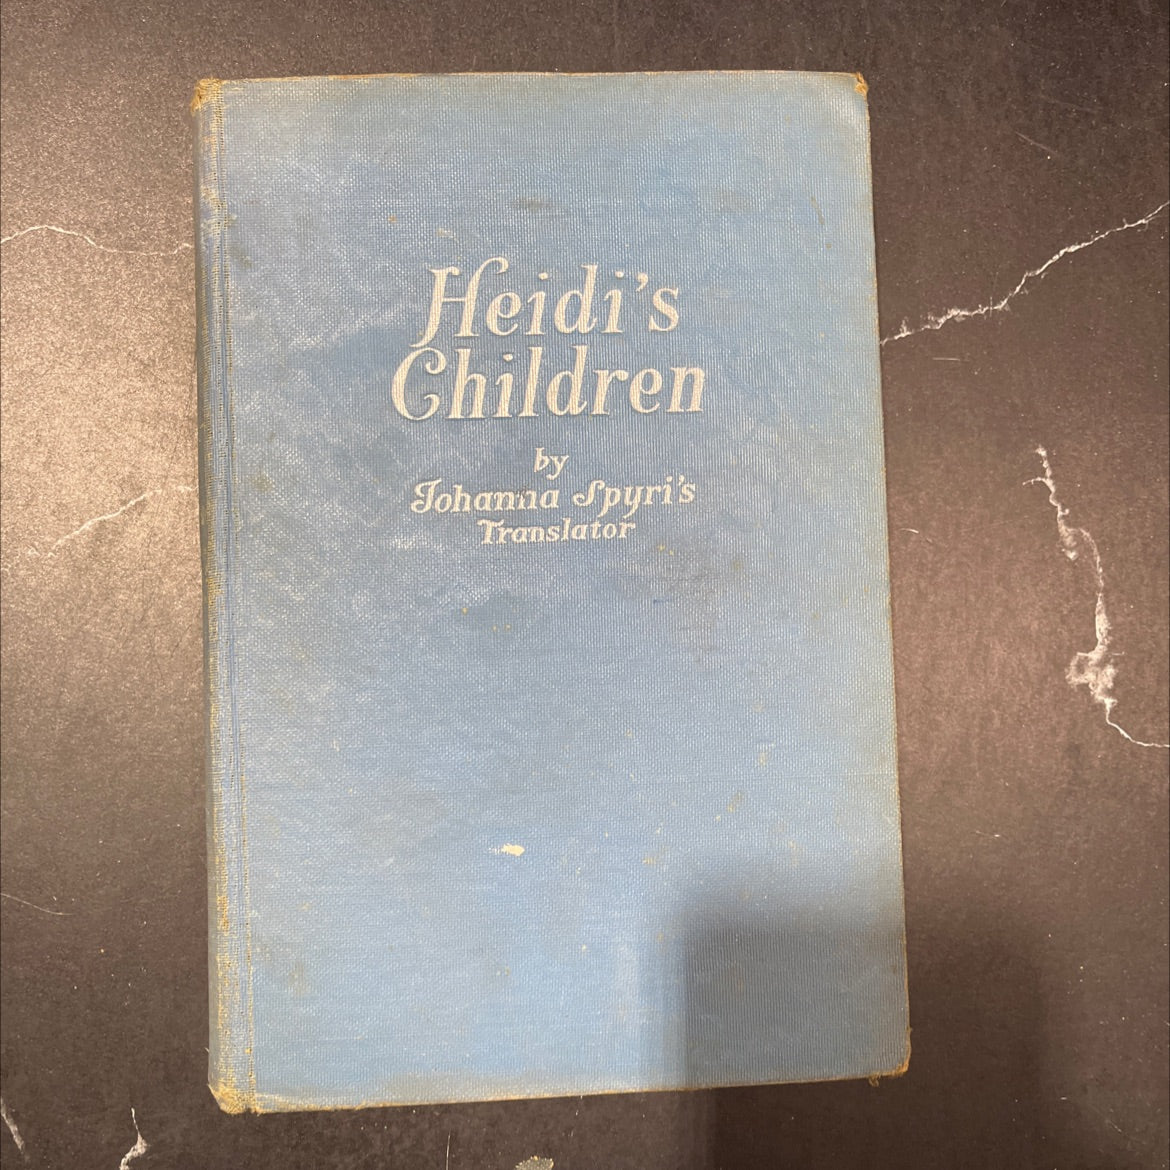 Heidi's
Children
by
Johanna Spyri's
Translator